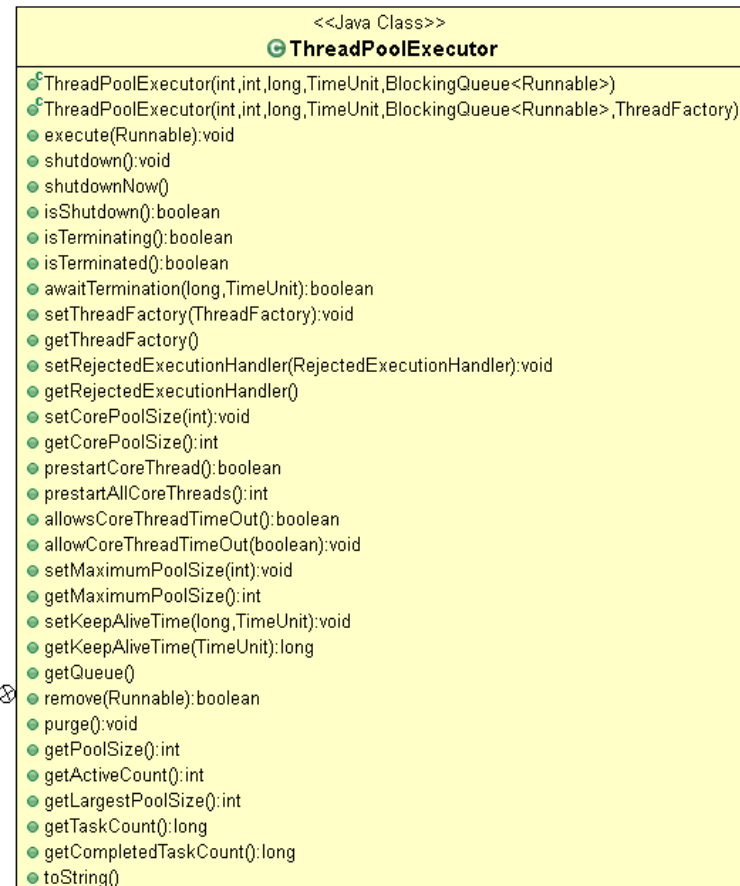 <<Java Class>>
ThreadPoolExecutor
ThreadPoolExecutor(int,int,long,TimeUnit,BlockingQueue<Runnable>)
ThreadPoolExecutor(int,int,long,TimeUnit,BlockingQueue<Runnable>,ThreadFactory)
execute(Runnable):void
shutdown():void
shutdownNow()
isShutdown():boolean
isTerminating():boolean
isTerminated():boolean
awaitTermination(long,TimeUnit):boolean
setThreadFactory(ThreadFactory):void
getThreadFactory()
setRejectedExecutionHandler(RejectedExecutionHandler):void
getRejectedExecutionHandler()
setCorePoolSize(int):void
getCorePoolSize():int
prestartCoreThread():boolean
prestartAllCoreThreads():int
allowsCoreThreadTimeOut():boolean
allowCoreThreadTimeOut(boolean):void
setMaximumPoolSize(int):void
getMaximumPoolSize():int
setKeepAliveTime(long,TimeUnit):void
getKeepAliveTime(TimeUnit):long
getQueue()
remove(Runnable):boolean
purge():void
getPoolSize():int
getActiveCount():int
getLargestPoolSize():int
getTaskCount():long
getCompletedTaskCount():long
toString()